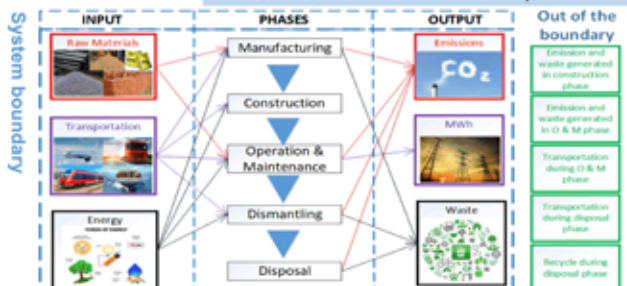 INPUT
PHASES
OUTPUT
Out of the
boundary
System boundary
Raw Materials
Transportation
Energy
Manufacturing
Construction
Operation &
Maintenance
Dismantling
Disposal
Emissions
CO2
MWh
Waste
Emission and
waste generated
in construction
phase
Emission and
waste generated
in O & M phase
Transportation
during O & M
phase
Transportation
during disposal
phase
Recycle during
disposal phase